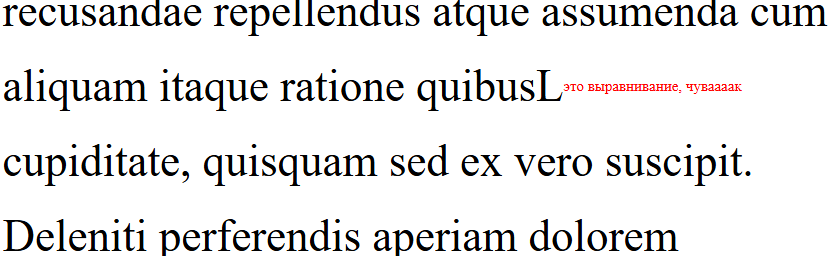 recusandae repellendus atque assumenda cum
aliquam itaque ratione quibusLэто выравнивание, чуваааак
cupiditate, quisquam sed ex vero suscipit.
Deleniti perferendis aperiam dolorem